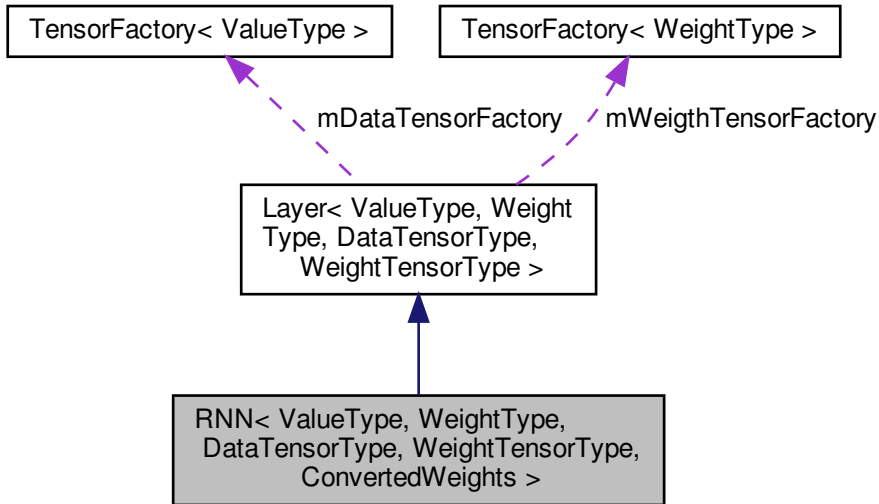 TensorFactory< ValueType >
TensorFactory< WeightType >
mDataTensorFactory
mWeigthTensorFactory
Layer< ValueType, Weight
Type, DataTensorType,
WeightTensorType >
RNN< ValueType, WeightType,
DataTensorType, WeightTensorType,
ConvertedWeights >